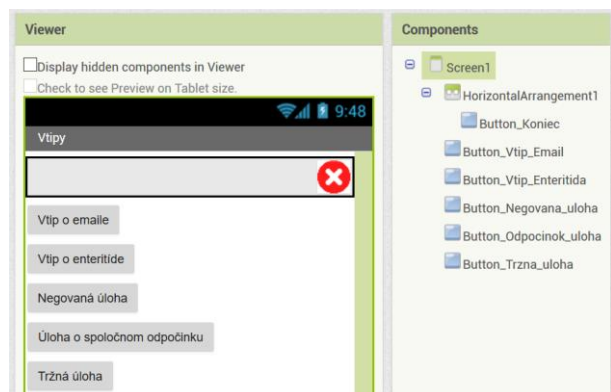 Viewer
Display hidden components in Viewer
Check to see Preview on Tablet size.
9:48
Vtipy
Vtip o emaile
Vtip o enteritíde
Negovaná úloha
Úloha o spoločnom odpočinku
Tržná úloha
Components
Screen1
HorizontalArrangement1
Button_Koniec
Button_Vtip_Email
Button_Vtip_Enteritida
Button_Negovana_uloha
Button_Odpocinok_uloha
Button_Trzna_uloha